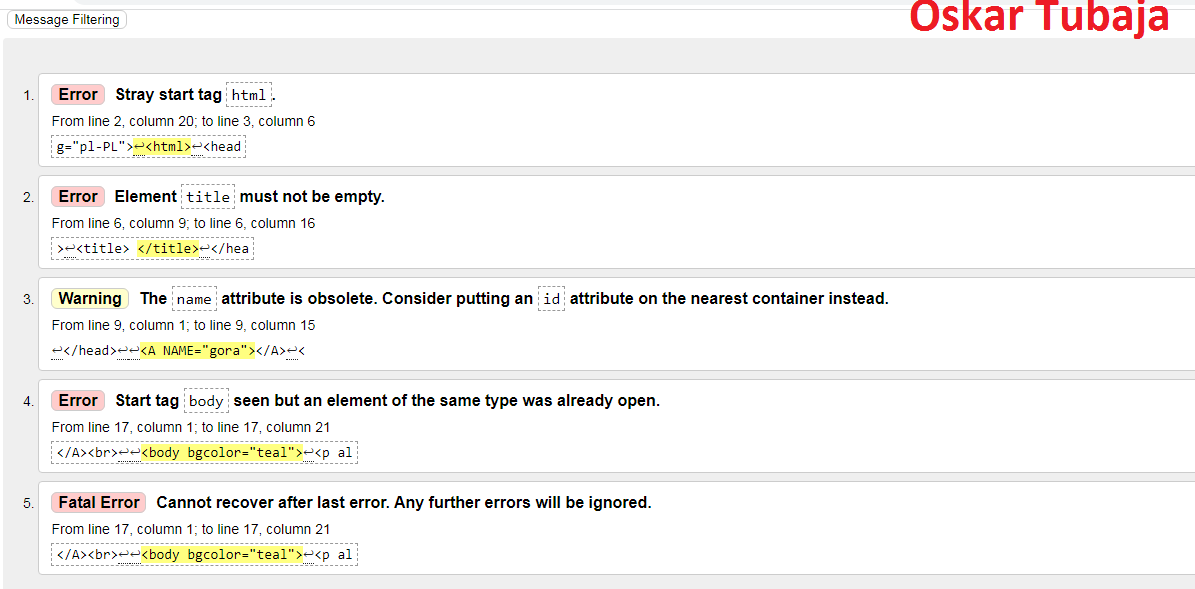 Message Filtering
Oskar Tubaja
1. Error Stray start tag html.
From line 2, column 20; to line 3, column 6
g="pl-PL">↩<html>↩<head
2. Error Element title must not be empty.
From line 6, column 9; to line 6, column 16
>↩<title> </title>↩</hea
3. Warning The name attribute is obsolete. Consider putting an id attribute on the nearest container instead.
From line 9, column 1; to line 9, column 15
↩</head>↩↩<A NAME="gora"></A>↩<
4. Error Start tag body seen but an element of the same type was already open.
From line 17, column 1; to line 17, column 21
</A><br>↩↩<body bgcolor="teal">↩<p al
5. Fatal Error Cannot recover after last error. Any further errors will be ignored.
From line 17, column 1; to line 17, column 21
</A><br>↩↩<body bgcolor="teal">↩<p al